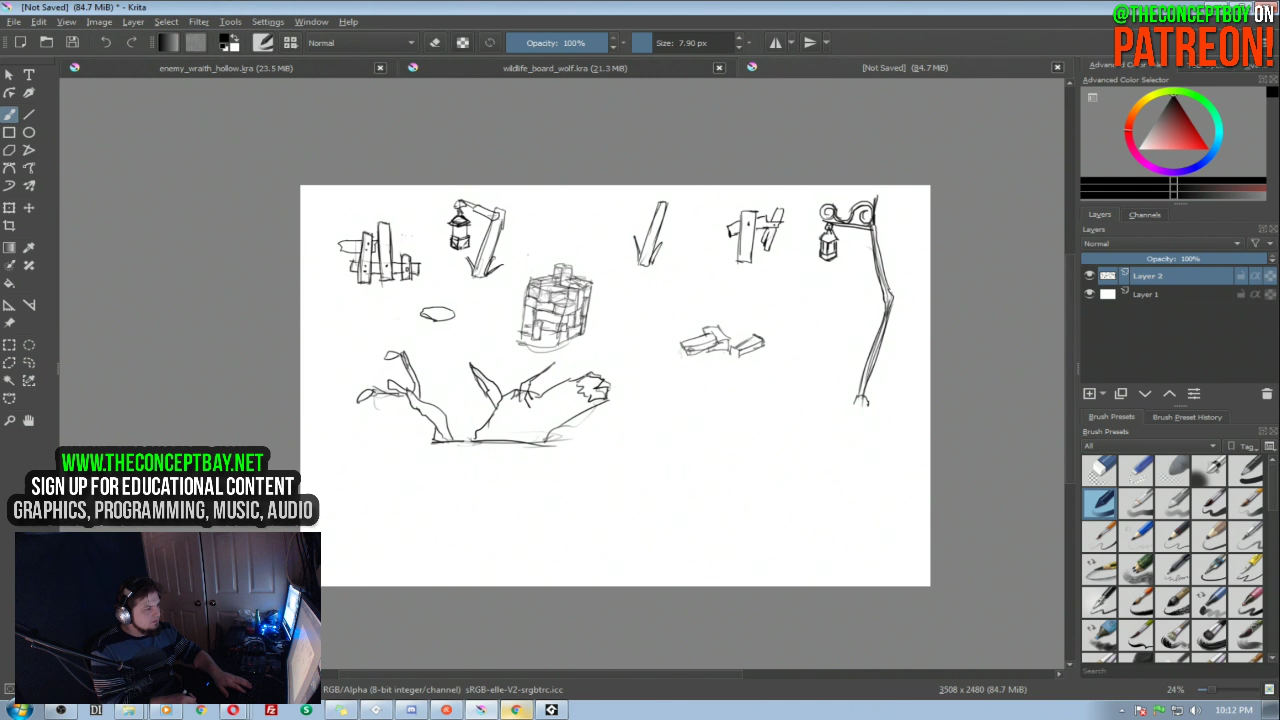 [Not Saved] (84.7 MiB) * - Krita
@THECONCEPTBOY ON
PATREON!
File Edit View Image Layer Select Filter Tools Settings Window Help
Normal
Opacity: 100%
Size: 7.90 px
enemy_wraith_hollow.kra (23.5 MiB)
wildlife_board_wolf.kra (21.3 MiB)
[Not Saved] (84.7 MiB)
Advanced Color Selector
Layers Channels
Layers
Normal
Opacity: 100%
Layer 2
Layer 1
Brush Presets Brush Preset History
Brush Presets
All
Tag
Search
WWW.THECONCEPTBAY.NET
SIGN UP FOR EDUCATIONAL CONTENT
GRAPHICS, PROGRAMMING, MUSIC, AUDIO
RGB/Alpha (8-bit integer/channel) sRGB-elle-V2-srgbtrc.icc
3508 x 2480 (84.7 MiB)
24%
10:12 PM